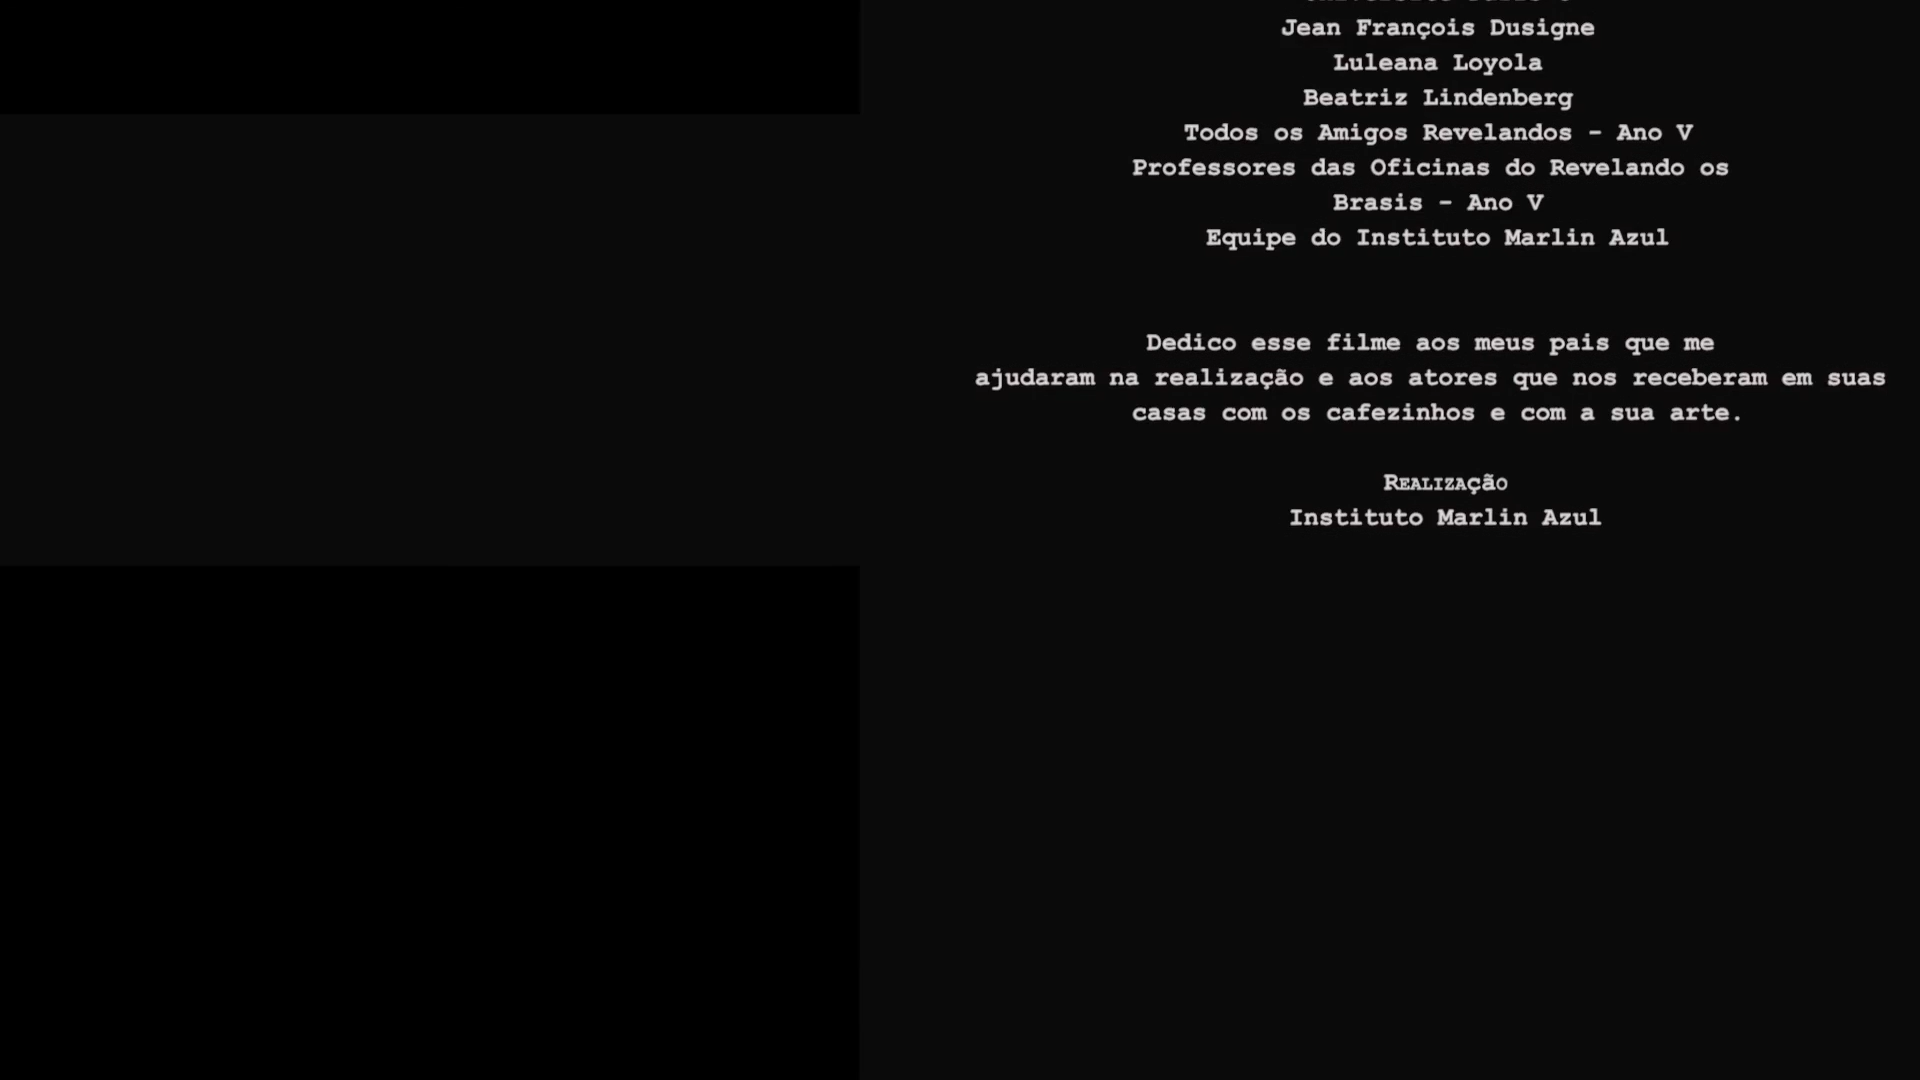 Jean François Dusigne
Luleana Loyola
Beatriz Lindenberg
Todos os Amigos Revelandos - Ano V
Professores das Oficinas do Revelando os
Brasis - Ano V
Equipe do Instituto Marlin Azul
Dedico esse filme aos meus pais que me
ajudaram na realização e aos atores que nos receberam em suas
casas com os cafezinhos e com a sua arte.
REALIZAção
Instituto Marlin Azul